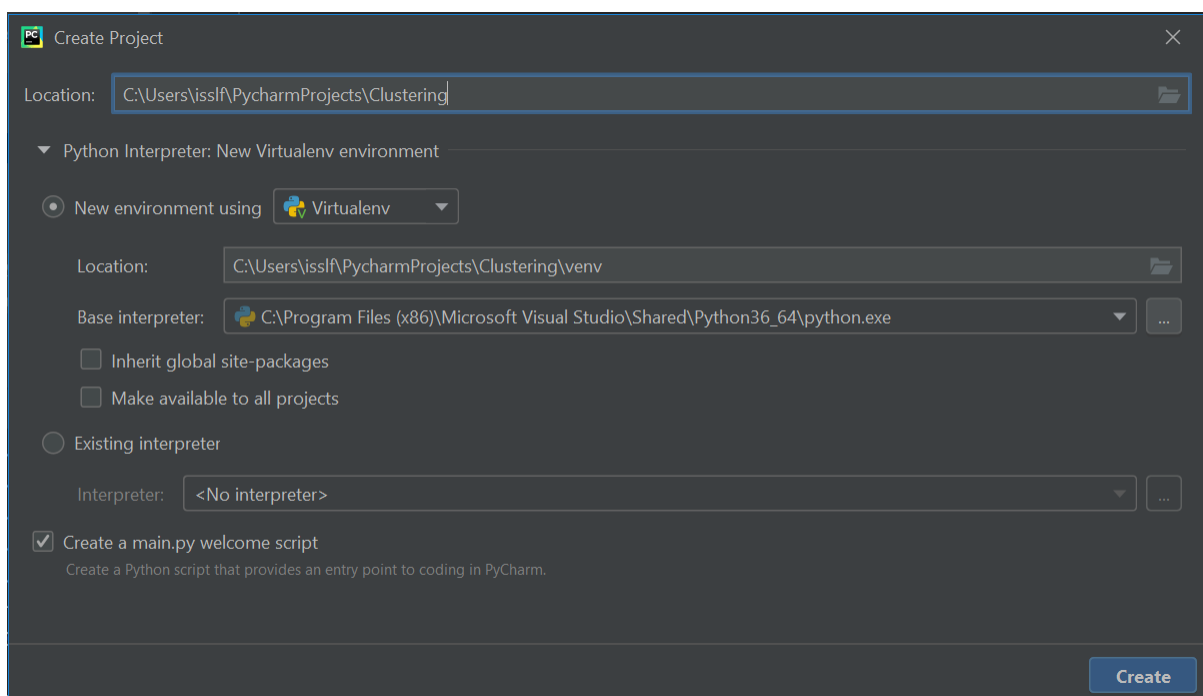 PC Create Project
Location: C:\Users\isslf\PycharmProjects\Clustering
Python Interpreter: New Virtualenv environment
New environment using Virtualenv
Location: C:\Users\isslf\PycharmProjects\Clustering\venv
Base interpreter: C:\Program Files (x86)\Microsoft Visual Studio\Shared\Python36_64\python.exe ...
Inherit global site-packages
Make available to all projects
Existing interpreter
Interpreter: <No interpreter> ...
Create a main.py welcome script
Create a Python script that provides an entry point to coding in PyCharm.
Create